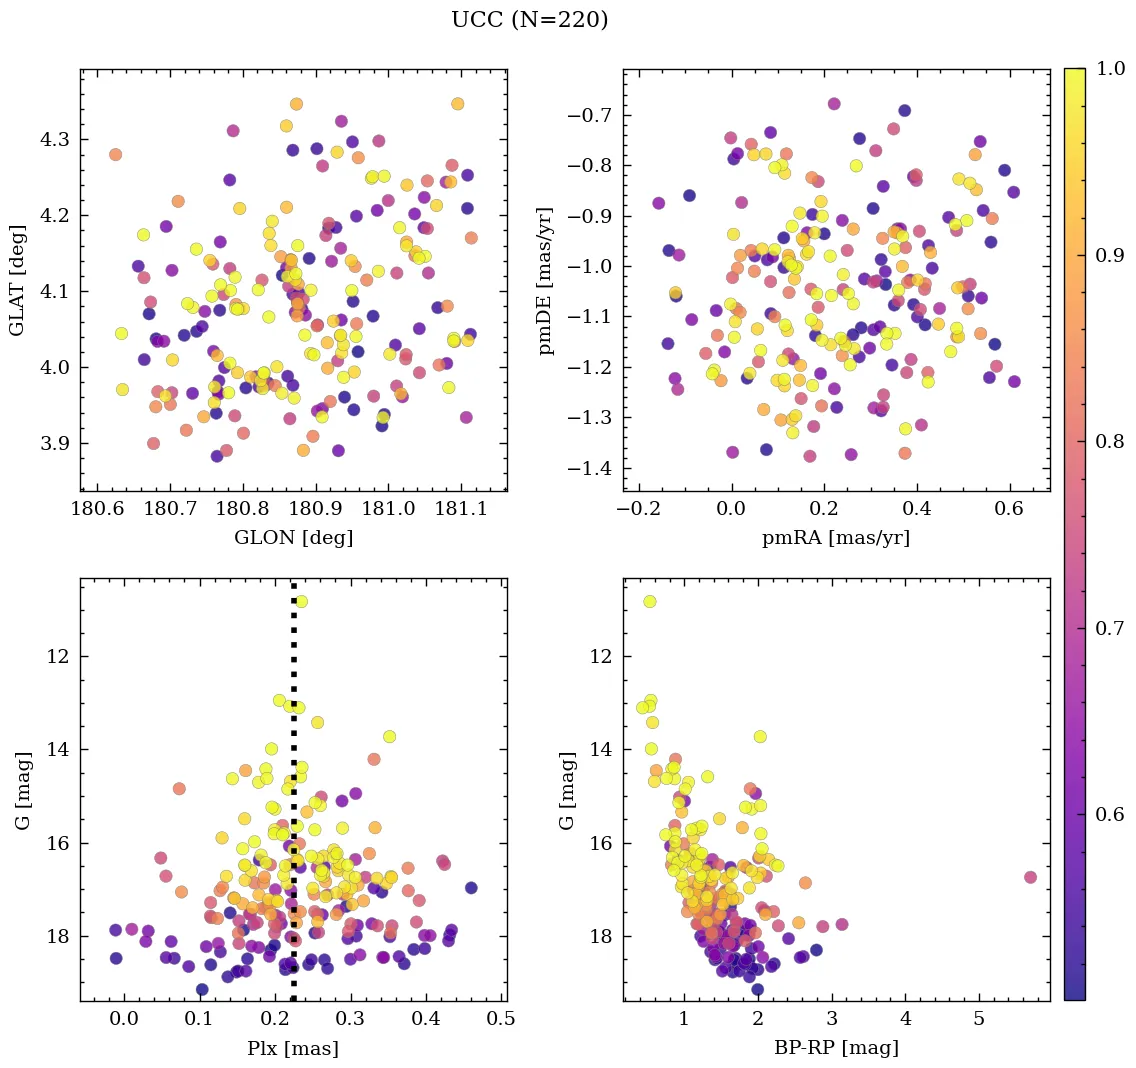 UCC (N=220)
4.3
4.2
4.1
4.0
3.9
GLAT [deg]
180.6 180.7 180.8 180.9 181.0 181.1
GLON [deg]
−0.7
−0.8
−0.9
−1.0
−1.1
−1.2
−1.3
−1.4
pmDE [mas/yr]
−0.2 0.0 0.2 0.4 0.6
pmRA [mas/yr]
1.0
0.9
0.8
0.7
0.6
12
14
16
18
G [mag]
0.0 0.1 0.2 0.3 0.4 0.5
Plx [mas]
12
14
16
18
G [mag]
1 2 3 4 5
BP-RP [mag]